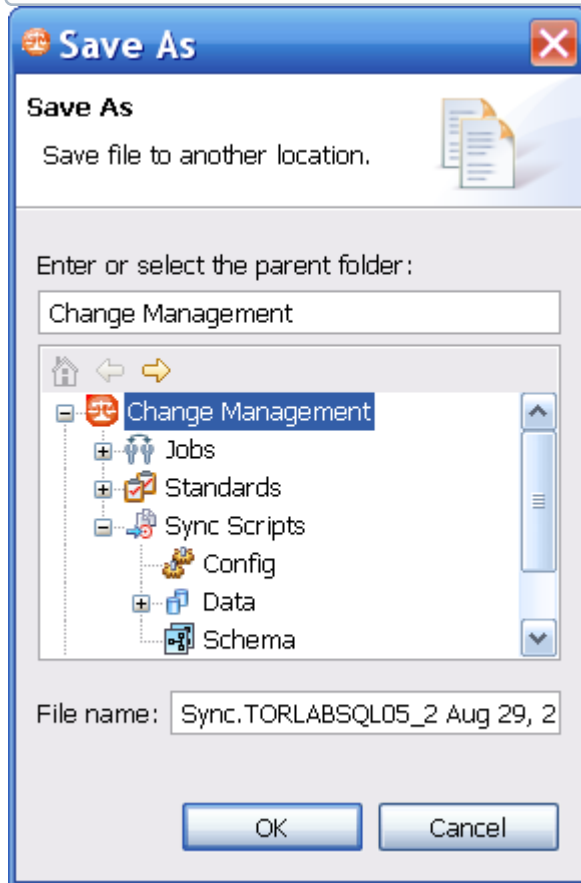 Save As
Save As
Save file to another location.
Enter or select the parent folder:
Change Management
Change Management
Jobs
Standards
Sync Scripts
Config
Data
Schema
File name: Sync.TORLABSQL05_2 Aug 29, 2
OK Cancel